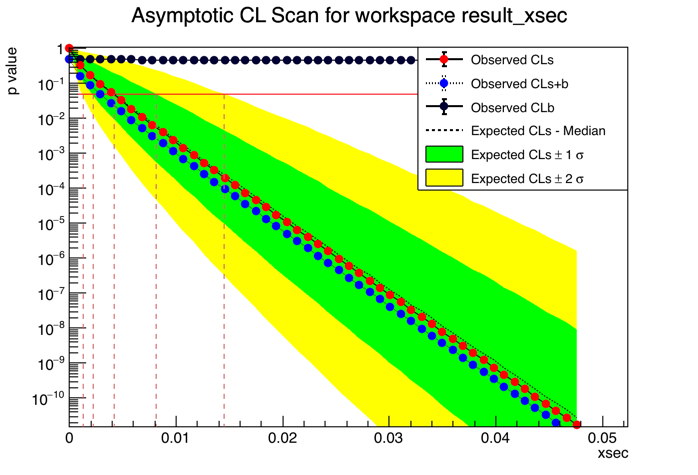 Asymptotic CL Scan for workspace result_xsec
p value
1
10⁻¹
10⁻²
10⁻³
10⁻⁴
10⁻⁵
10⁻⁶
10⁻⁷
10⁻⁸
10⁻⁹
10⁻¹⁰
Observed CLs
Observed CLs+b
Observed CLb
Expected CLs - Median
Expected CLs ± 1 σ
Expected CLs ± 2 σ
0 0.01 0.02 0.03 0.04 0.05
xsec